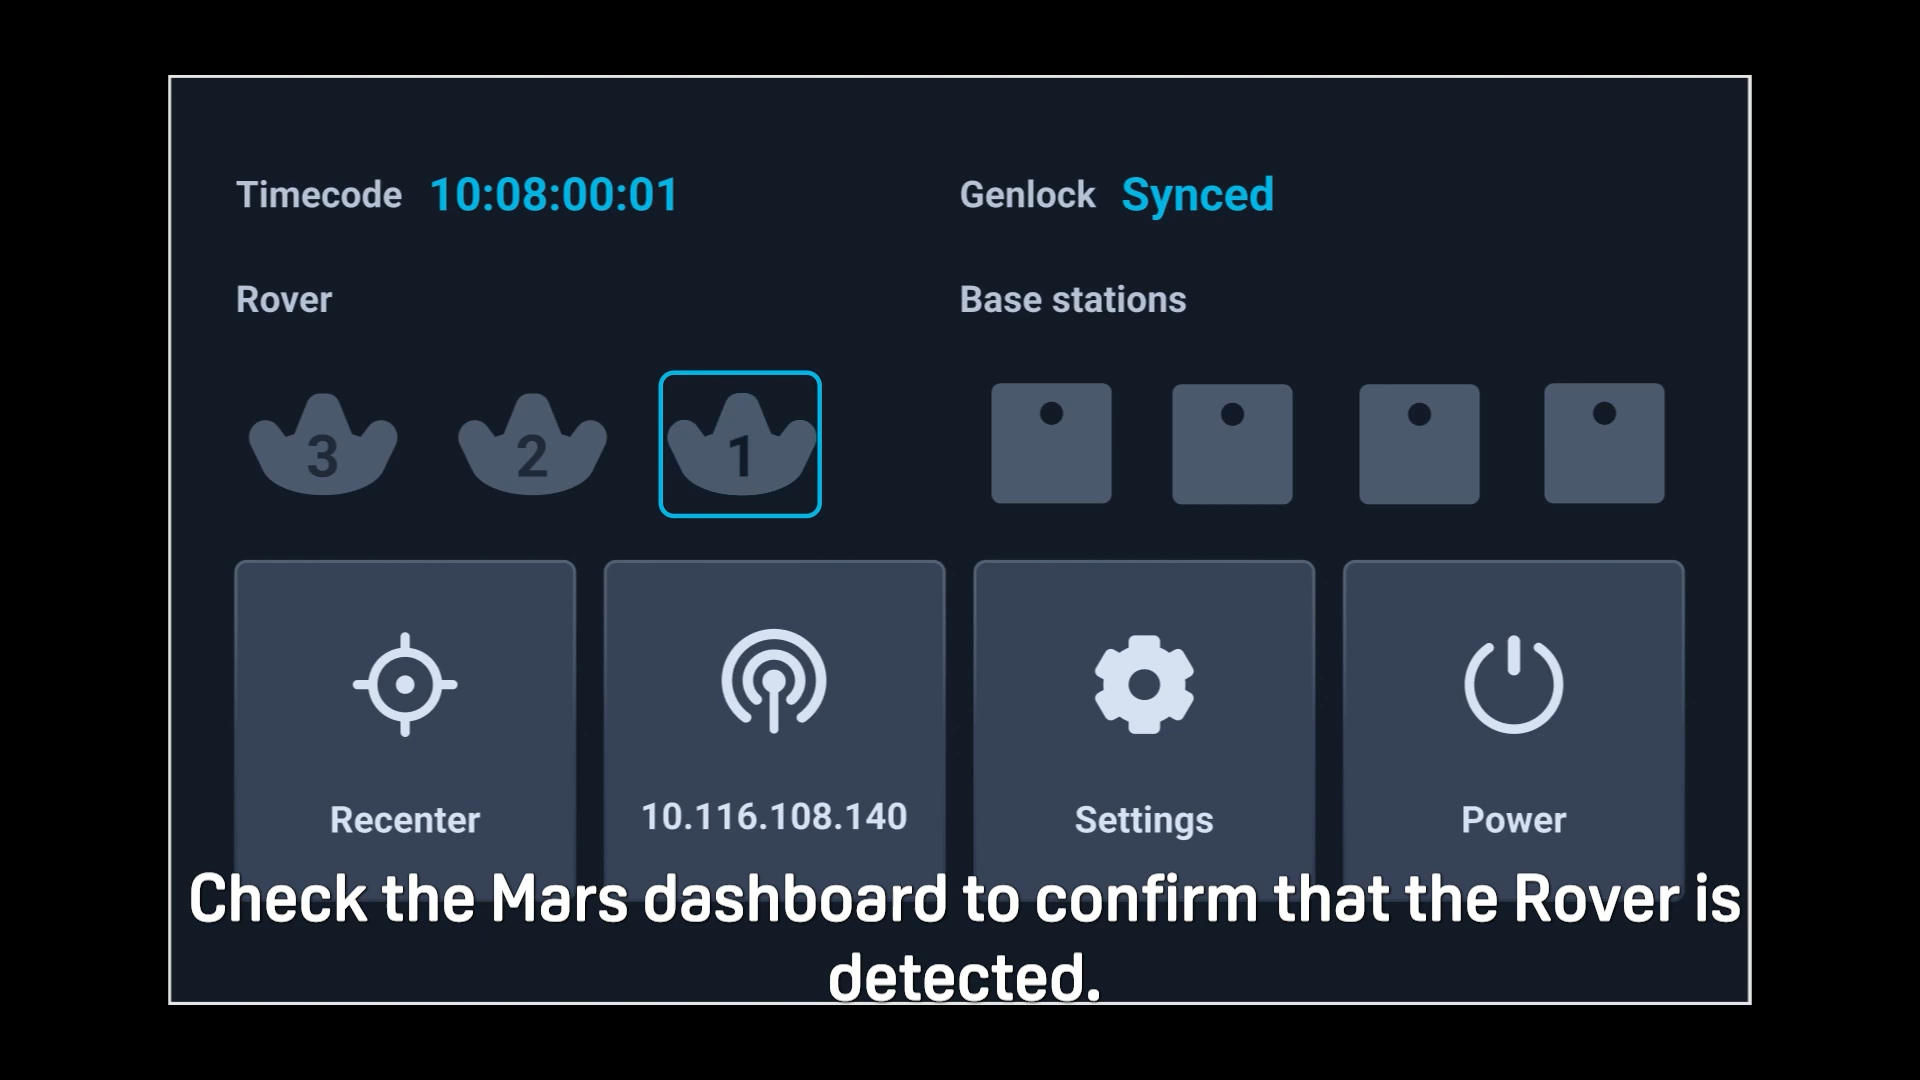 Timecode 10:08:00:01
Genlock Synced
Rover
Base stations
3 2 1
Recenter
10.116.108.140
Settings
Power
Check the Mars dashboard to confirm that the Rover is
detected.